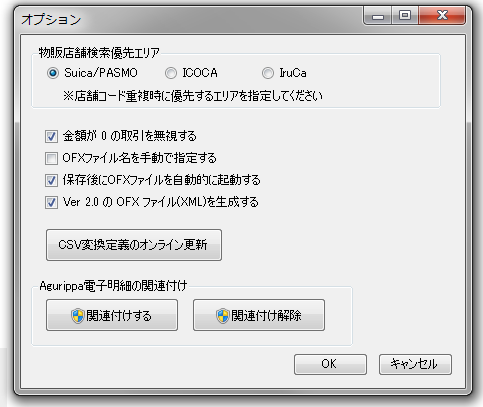 オプション
物販店舗検索優先エリア
Suica/PASMO ICOCA IruCa
※店舗コード重複時に優先するエリアを指定してください
金額が 0 の取引を無視する
OFXファイル名を手動で指定する
保存後にOFXファイルを自動的に起動する
Ver 2.0 の OFX ファイル(XML)を生成する
CSV変換定義のオンライン更新
Agurippa電子明細の関連付け
関連付けする 関連付け解除
OK キャンセル